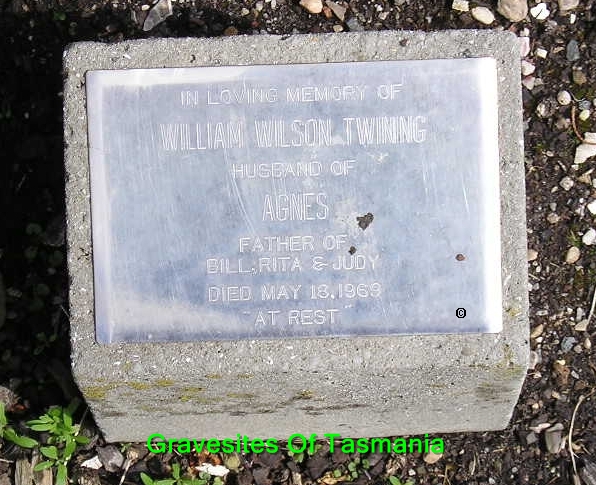 IN LOVING MEMORY OF
WILLIAM WILSON TWINING
HUSBAND OF
AGNES
FATHER OF
BILL, RITA & JUDY
DIED MAY 18, 1969
"AT REST"
©
Gravesites Of Tasmania